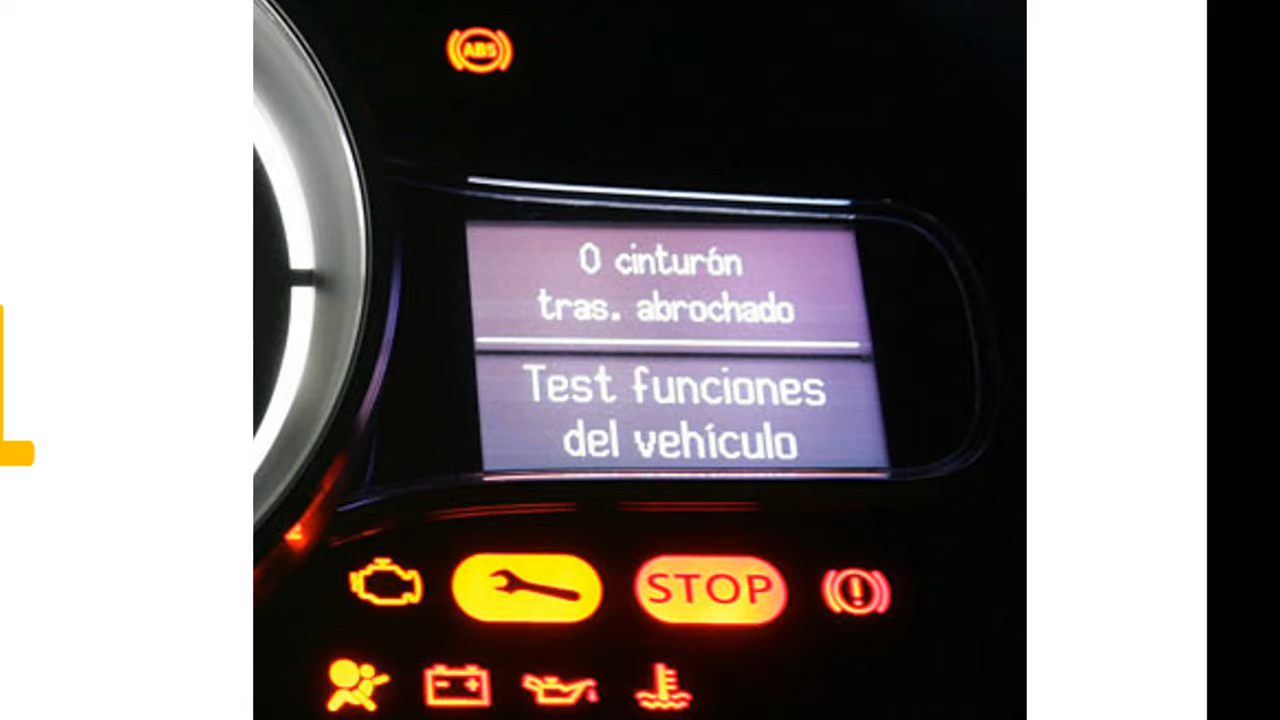 ABS
0 cinturón
tras. abrochado
Test funciones
del vehículo
STOP